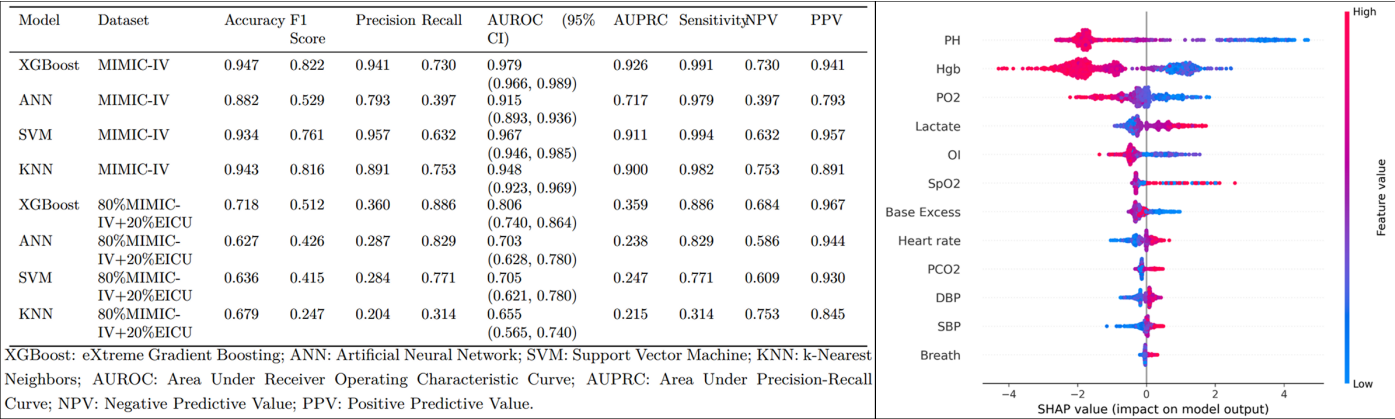 Model Dataset Accuracy F1 Score Precision Recall AUROC (95% CI) AUPRC Sensitivity NPV PPV
XGBoost MIMIC-IV 0.947 0.822 0.941 0.730 0.979 (0.966, 0.989) 0.926 0.991 0.730 0.941
ANN MIMIC-IV 0.882 0.529 0.793 0.397 0.915 (0.893, 0.936) 0.717 0.979 0.397 0.793
SVM MIMIC-IV 0.934 0.761 0.957 0.632 0.967 (0.946, 0.985) 0.911 0.994 0.632 0.957
KNN MIMIC-IV 0.943 0.816 0.891 0.753 0.948 (0.923, 0.969) 0.900 0.982 0.753 0.891
XGBoost 80%MIMIC-IV+20%EICU 0.718 0.512 0.360 0.886 0.806 (0.740, 0.864) 0.359 0.886 0.684 0.967
ANN 80%MIMIC-IV+20%EICU 0.627 0.426 0.287 0.829 0.703 (0.628, 0.780) 0.238 0.829 0.586 0.944
SVM 80%MIMIC-IV+20%EICU 0.636 0.415 0.284 0.771 0.705 (0.621, 0.780) 0.247 0.771 0.609 0.930
KNN 80%MIMIC-IV+20%EICU 0.679 0.247 0.204 0.314 0.655 (0.565, 0.740) 0.215 0.314 0.753 0.845
XGBoost: eXtreme Gradient Boosting; ANN: Artificial Neural Network; SVM: Support Vector Machine; KNN: k-Nearest
Neighbors; AUROC: Area Under Receiver Operating Characteristic Curve; AUPRC: Area Under Precision-Recall
Curve; NPV: Negative Predictive Value; PPV: Positive Predictive Value.
High
PH
Hgb
PO2
Lactate
OI
SpO2
Base Excess
Heart rate
PCO2
DBP
SBP
Breath
Feature value
Low
−4 −2 0 2 4
SHAP value (impact on model output)